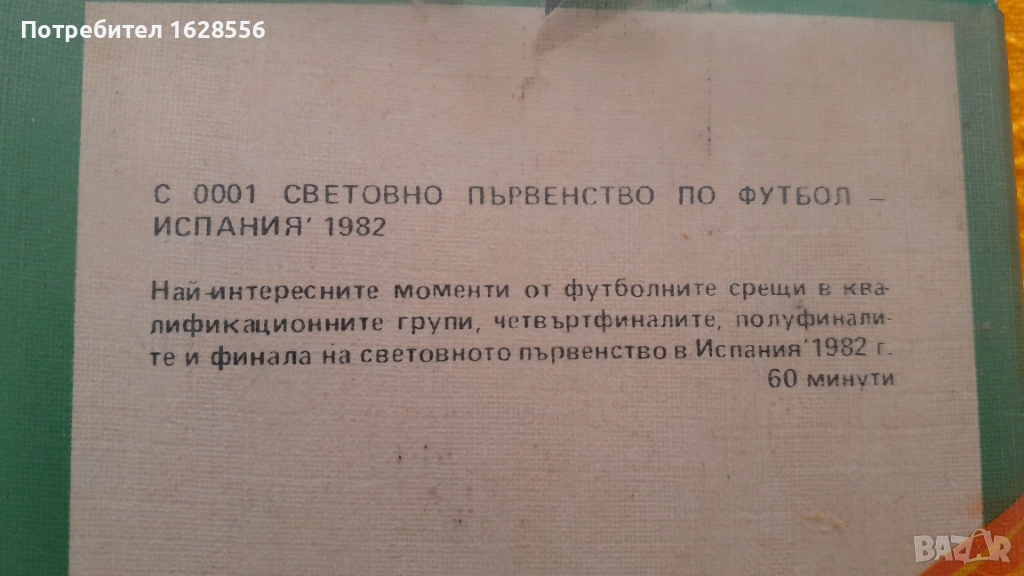 Потребител 1628556
С 0001 СВЕТОВНО ПЪРВЕНСТВО ПО ФУТБОЛ –
ИСПАНИЯ' 1982
Най-интересните моменти от футболните срещи в ква-
лификационните групи, четвъртфиналите, полуфинали-
те и финала на световното първенство в Испания'1982 г.
60 минути
BAZAR